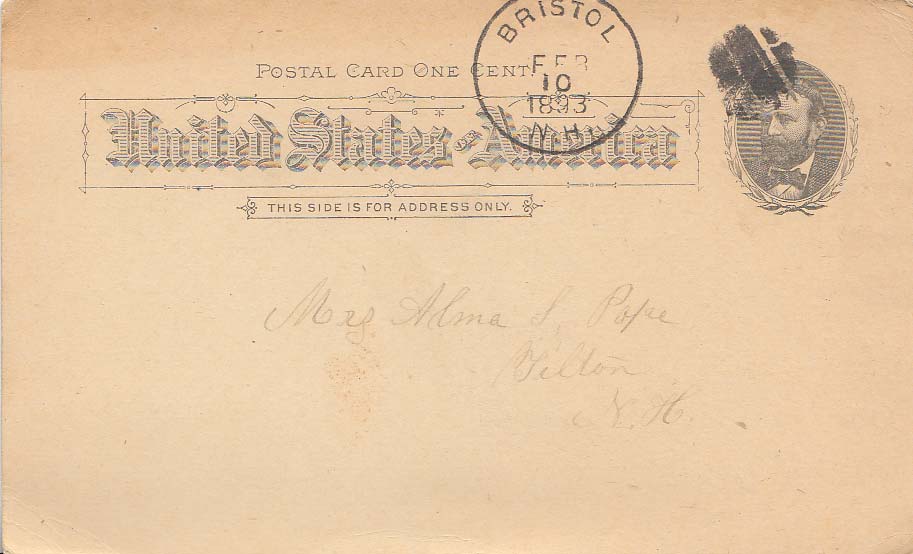 BRISTOL
FEB
10
1893
N.H.
POSTAL CARD ONE CENT.
United States of America
THIS SIDE IS FOR ADDRESS ONLY.
Mrs Alma S. Pope
Tilton
N. H.